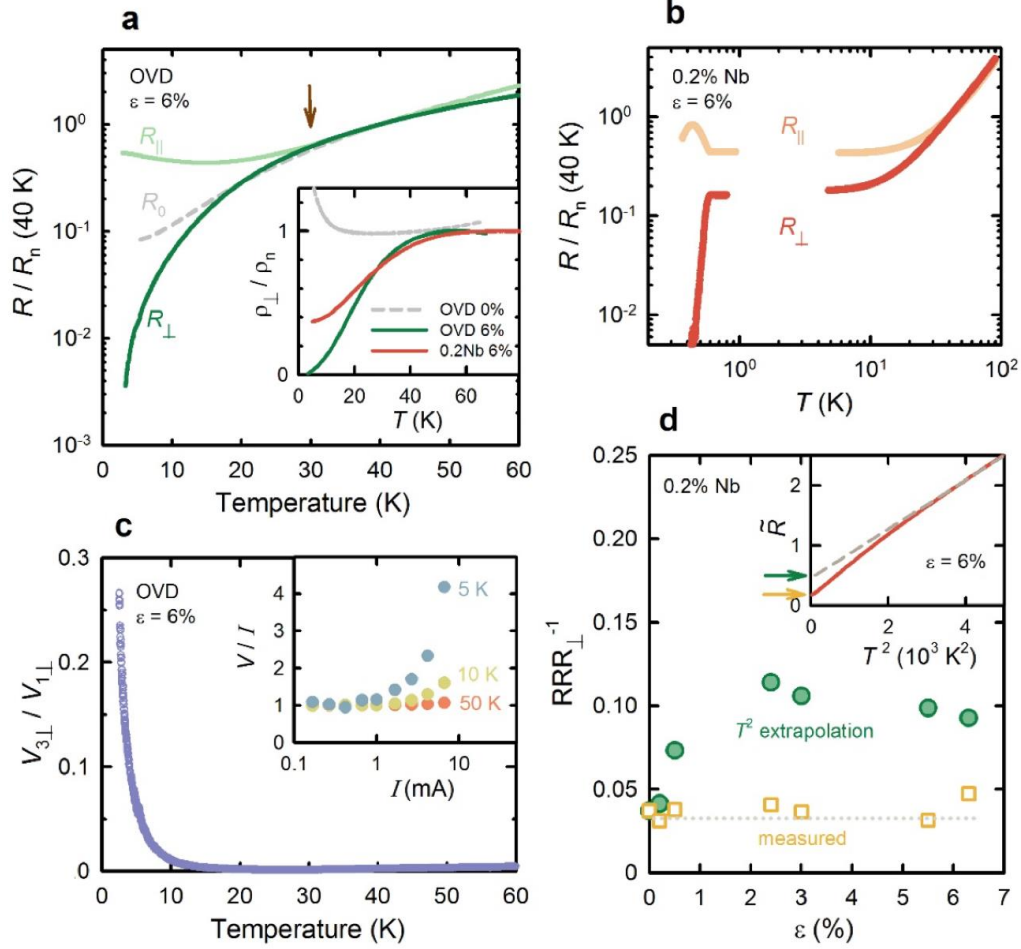 a
OVD
ε = 6%
R||
R0
R⊥
R / Rn (40 K)
10^0
10^-1
10^-2
10^-3
0 10 20 30 40 50 60
Temperature (K)
ρ⊥ / ρn
1
0
OVD 0%
OVD 6%
0.2Nb 6%
20 40 60
T (K)
b
0.2% Nb
ε = 6%
R||
R⊥
R / Rn (40 K)
10^0
10^-1
10^-2
10^0 10^1 10^2
T (K)
c
OVD
ε = 6%
V3⊥ / V1⊥
0.3
0.2
0.1
0
0 10 20 30 40 50 60
Temperature (K)
V / I
4
3
2
1
0
5 K
10 K
50 K
0.1 1 10
I (mA)
d
0.2% Nb
RRR⊥^-1
0.25
0.20
0.15
0.10
0.05
0.00
0 1 2 3 4 5 6 7
ε (%)
T^2 extrapolation
measured
R̃
2
1
0
ε = 6%
0 2 4
T^2 (10^3 K^2)